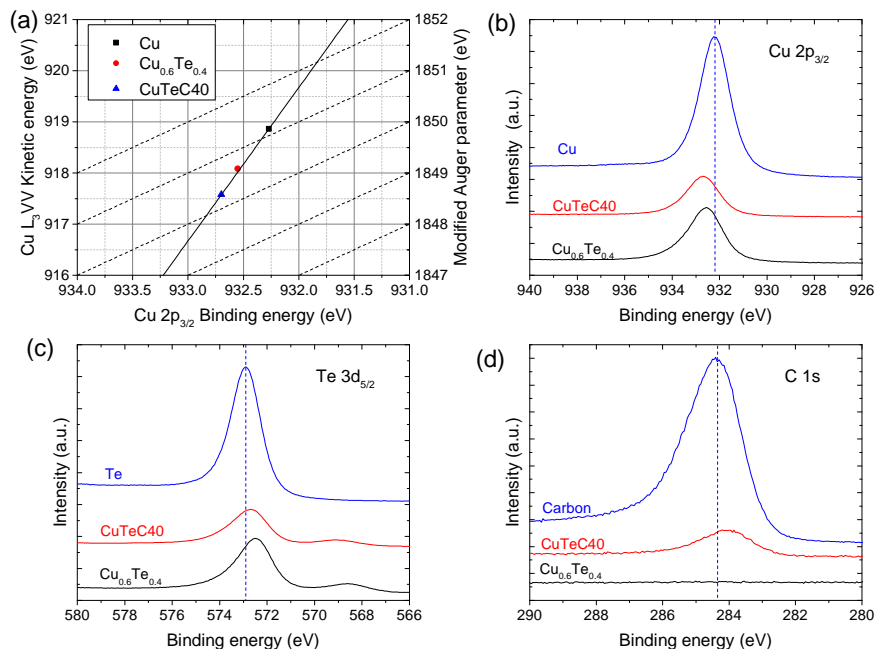 (a)
921
920
919
918
917
916
Cu L₃VV Kinetic energy (eV)
Cu
Cu₀.₆Te₀.₄
CuTeC40
1852
1851
1850
1849
1848
1847
Modified Auger parameter (eV)
934.0 933.5 933.0 932.5 932.0 931.5 931.0
Cu 2p₃/₂ Binding energy (eV)
(b)
Cu 2p₃/₂
Intensity (a.u.)
Cu
CuTeC40
Cu₀.₆Te₀.₄
940 938 936 934 932 930 928 926
Binding energy (eV)
(c)
Te 3d₅/₂
Intensity (a.u.)
Te
CuTeC40
Cu₀.₆Te₀.₄
580 578 576 574 572 570 568 566
Binding energy (eV)
(d)
C 1s
Intensity (a.u.)
Carbon
CuTeC40
Cu₀.₆Te₀.₄
290 288 286 284 282 280
Binding energy (eV)